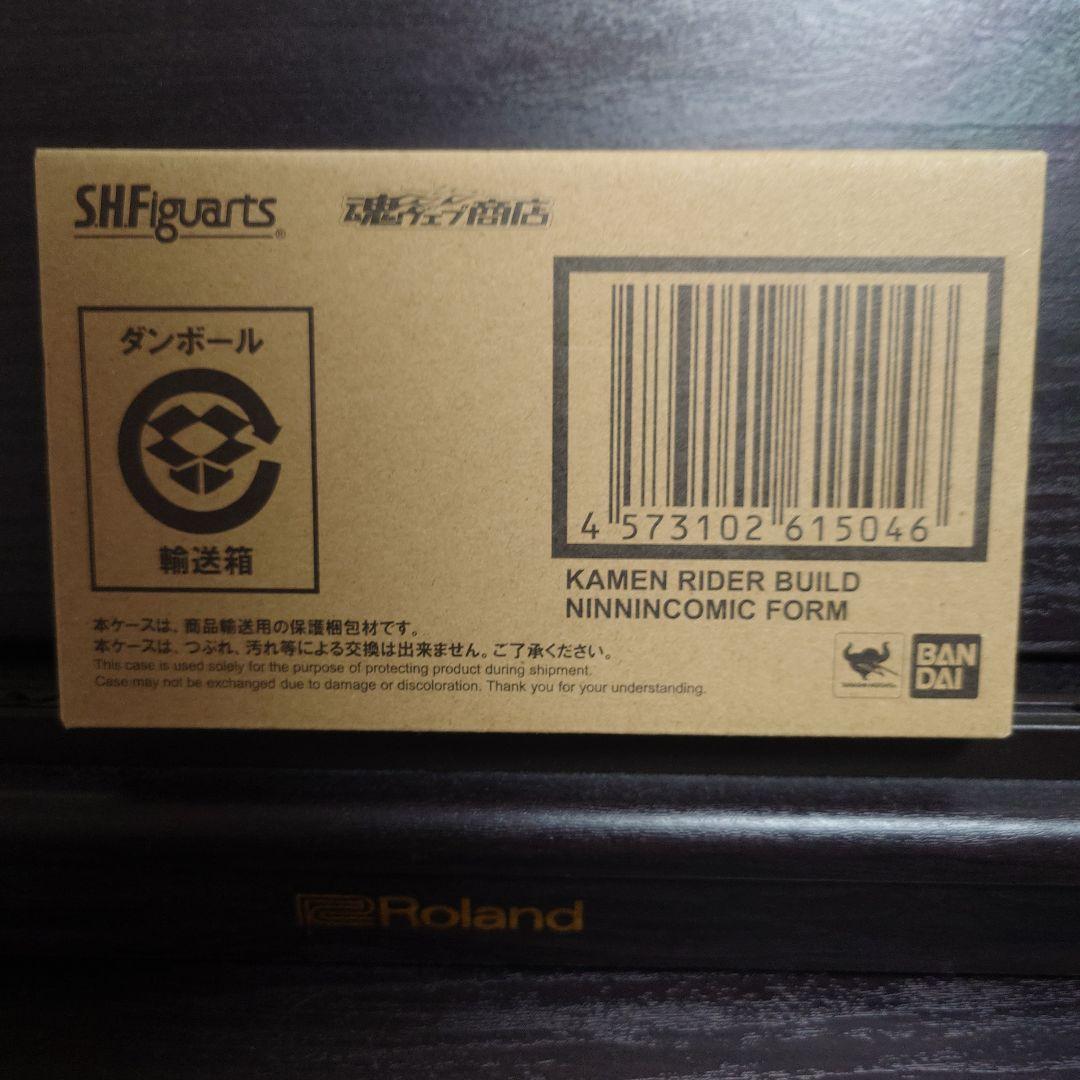 S.H.Figuarts®
魂ウェブ商店
ダンボール
輸送箱
4 573102 615046
KAMEN RIDER BUILD
NINNINCOMIC FORM
本ケースは、商品輸送用の保護梱包材です。
本ケースは、つぶれ、汚れ等による交換は出来ません。ご了承ください。
This case is used solely for the purpose of protecting product during shipment.
Case may not be exchanged due to damage or discoloration. Thank you for your understanding.
BAN
DAI
Roland